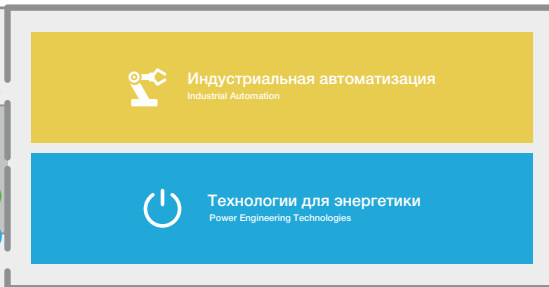 Индустриальная автоматизация
Industrial Automation
Технологии для энергетики
Power Engineering Technologies